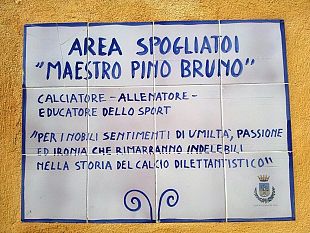 AREA SPOGLIATOI
"MAESTRO PINO BRUNO"
CALCIATORE - ALLENATORE -
EDUCATORE DELLO SPORT
"PER I NOBILI SENTIMENTI DI UMILTA', PASSIONE
ED IRONIA CHE RIMARRANNO INDELEBILI
NELLA STORIA DEL CALCIO DILETTANTISTICO"